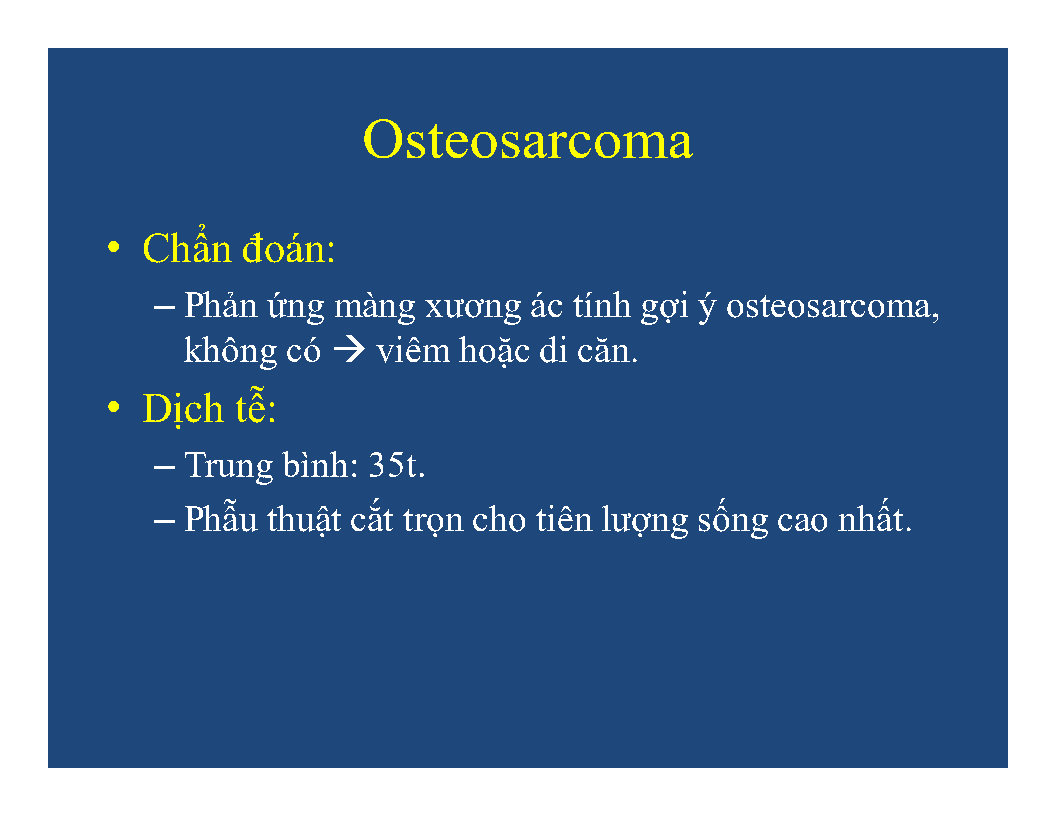 Osteosarcoma
• Chẩn đoán:
– Phản ứng màng xương ác tính gợi ý osteosarcoma,
không có → viêm hoặc di căn.
• Dịch tễ:
– Trung bình: 35t.
– Phẫu thuật cắt trọn cho tiên lượng sống cao nhất.